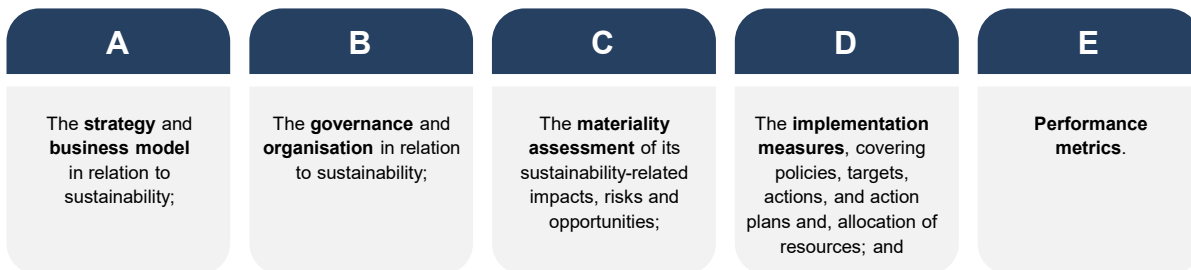 A
The strategy and
business model
in relation to
sustainability;
B
The governance and
organisation in relation
to sustainability;
C
The materiality
assessment of its
sustainability-related
impacts, risks and
opportunities;
D
The implementation
measures, covering
policies, targets,
actions, and action
plans and, allocation of
resources; and
E
Performance
metrics.